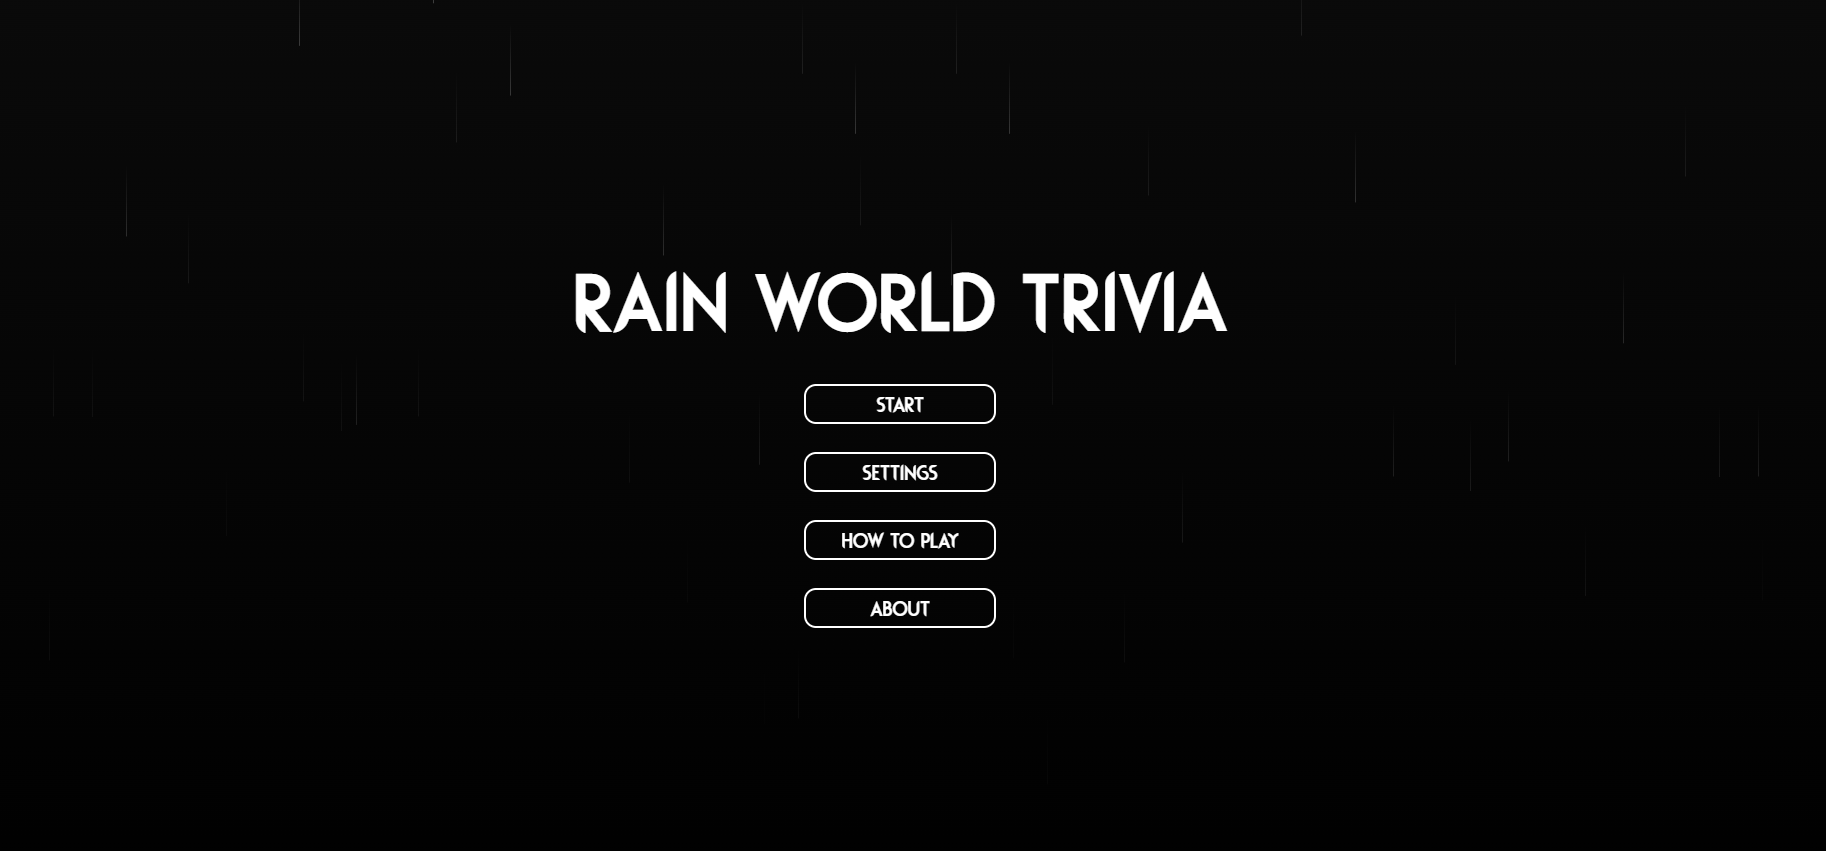 RAIN WORLD TRIVIA
START
SETTINGS
HOW TO PLAY
ABOUT